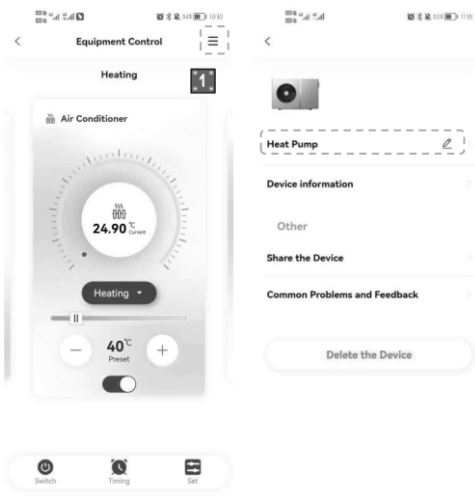 Equipment Control
Heating
1
Air Conditioner
24.90 °C
Current
Heating
40°C
Preset
Switch
Timing
Set
Heat Pump
Device information
Other
Share the Device
Common Problems and Feedback
Delete the Device